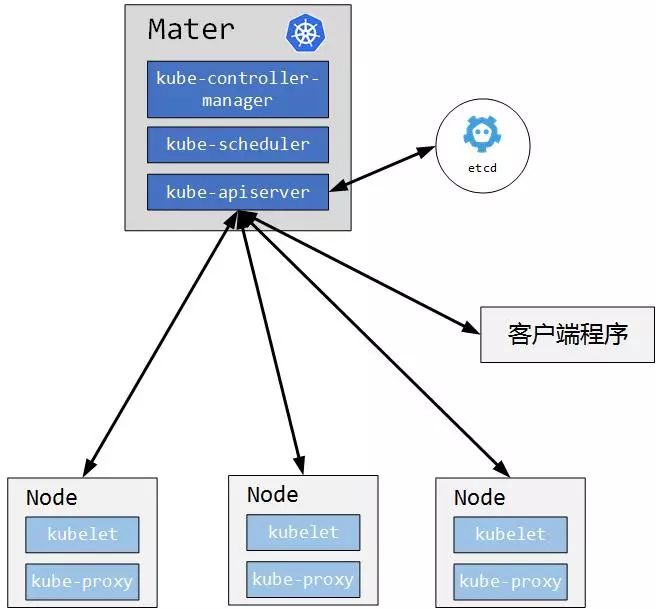 Mater
kube-controller-
manager
kube-scheduler
kube-apiserver
etcd
客户端程序
Node
kubelet
kube-proxy
Node
kubelet
kube-proxy
Node
kubelet
kube-proxy